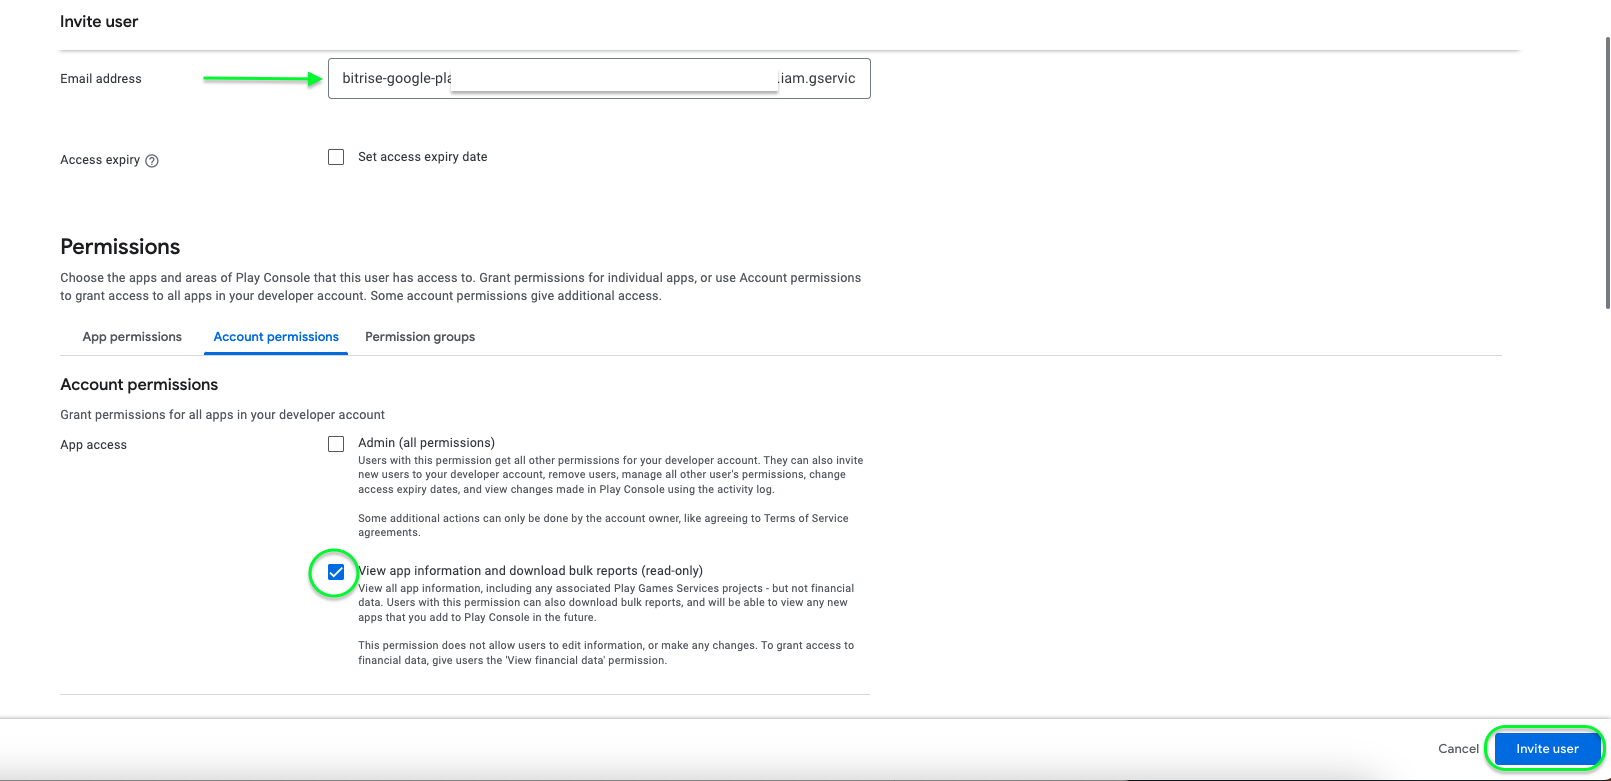 Invite user
Email address
bitrise-google-pla
.iam.gservic
Access expiry
Set access expiry date
Permissions
Choose the apps and areas of Play Console that this user has access to. Grant permissions for individual apps, or use Account permissions
to grant access to all apps in your developer account. Some account permissions give additional access.
App permissions
Account permissions
Permission groups
Account permissions
Grant permissions for all apps in your developer account
App access
Admin (all permissions)
Users with this permission get all other permissions for your developer account. They can also invite
new users to your developer account, remove users, manage all other user's permissions, change
access expiry dates, and view changes made in Play Console using the activity log.
Some additional actions can only be done by the account owner, like agreeing to Terms of Service
agreements.
View app information and download bulk reports (read-only)
View all app information, including any associated Play Games Services projects - but not financial
data. Users with this permission can also download bulk reports, and will be able to view any new
apps that you add to Play Console in the future.
This permission does not allow users to edit information, or make any changes. To grant access to
financial data, give users the 'View financial data' permission.
Cancel
Invite user